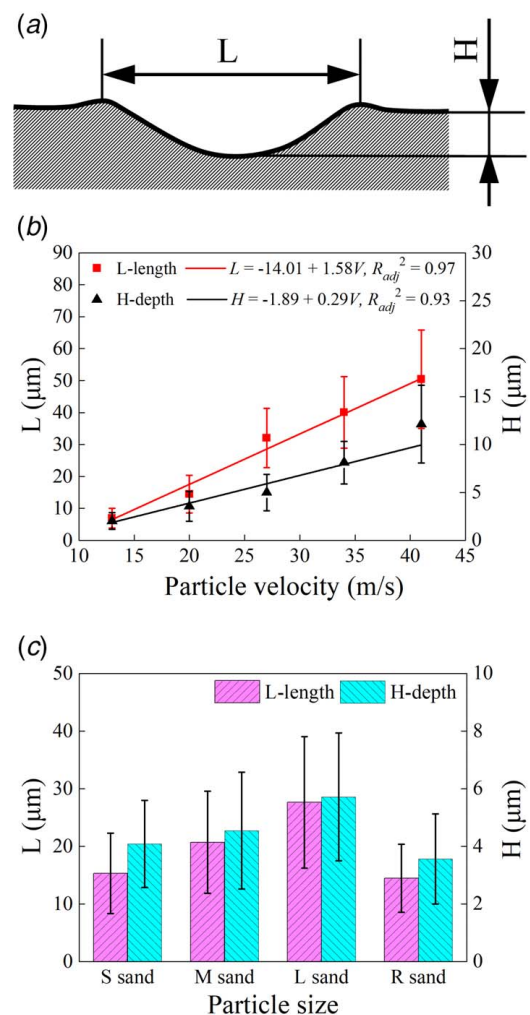 (a)
L
H
(b)
90
80
70
60
50
40
30
20
10
0
L (μm)
L-length
L = -14.01 + 1.58V, R_adj^2 = 0.97
H-depth
H = -1.89 + 0.29V, R_adj^2 = 0.93
30
25
20
15
10
5
0
H (μm)
10 15 20 25 30 35 40 45
Particle velocity (m/s)
(c)
50
40
30
20
10
0
L (μm)
L-length H-depth
10
8
6
4
2
0
H (μm)
S sand M sand L sand R sand
Particle size